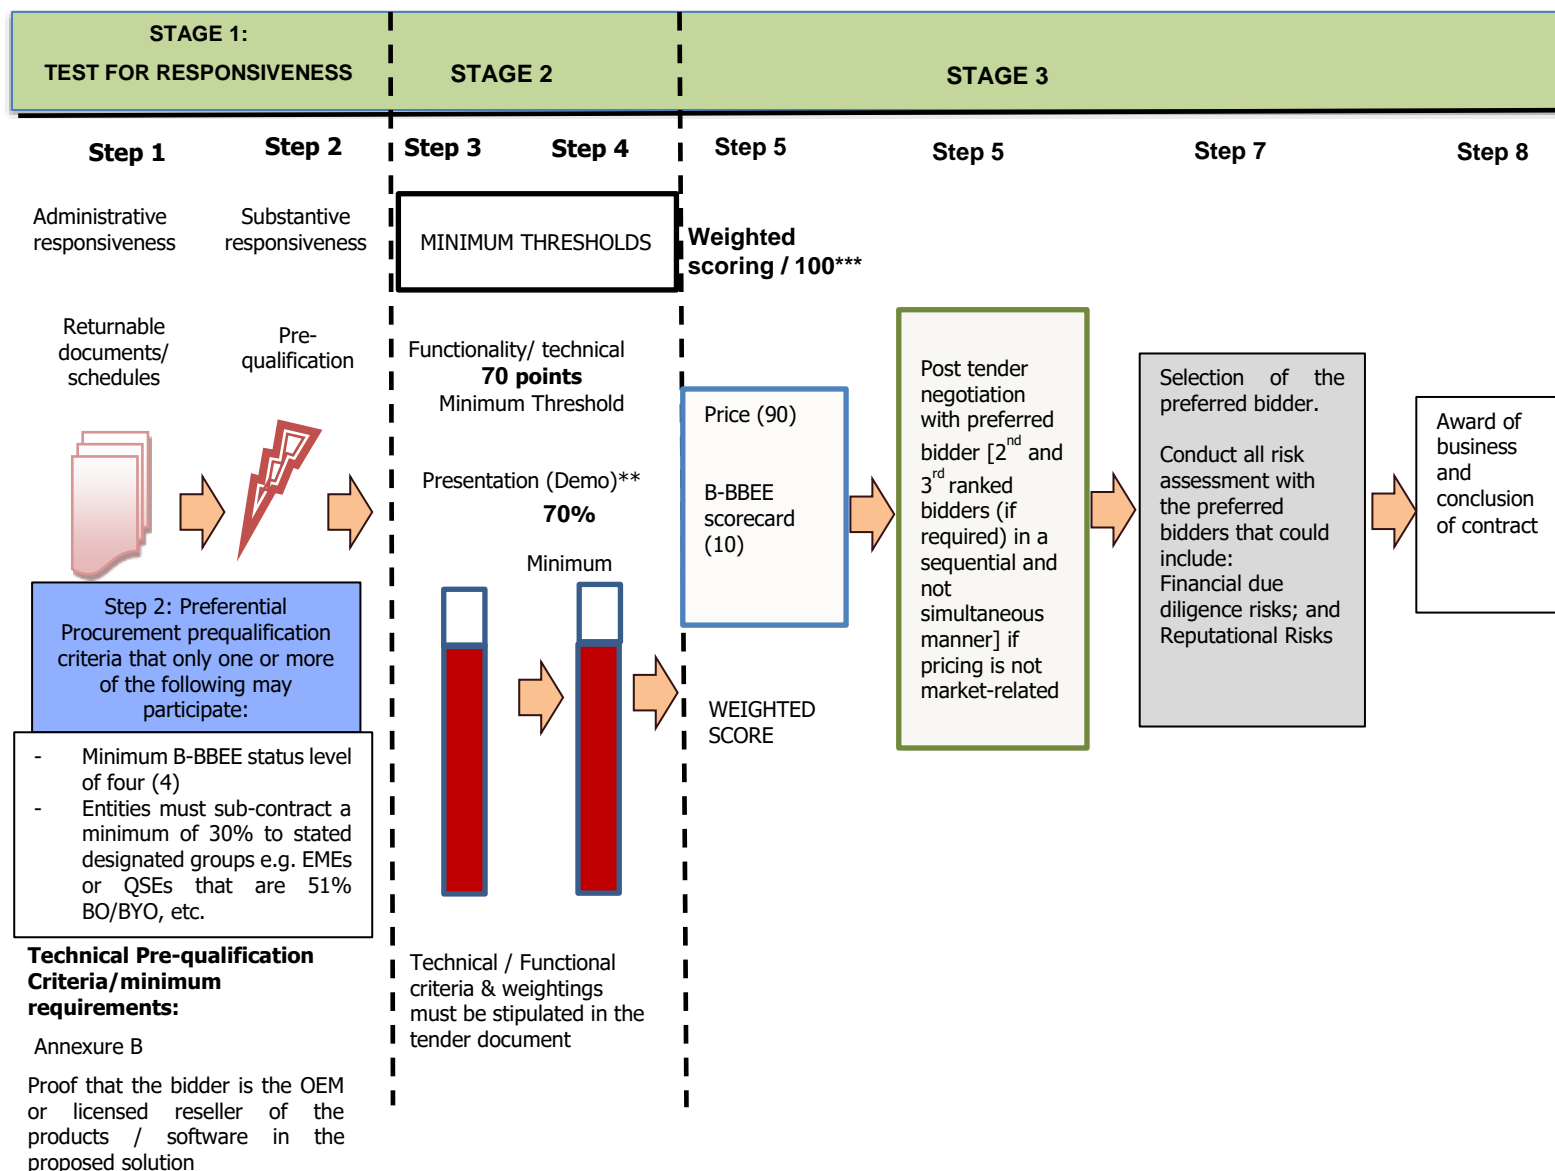 STAGE 1:
TEST FOR RESPONSIVENESS
STAGE 2
STAGE 3
Step 1
Step 2
Step 3
Step 4
Step 5
Step 5
Step 7
Step 8
Administrative
responsiveness
Substantive
responsiveness
MINIMUM THRESHOLDS
Weighted
scoring / 100***
Returnable
documents/
schedules
Pre-
qualification
Functionality/ technical
70 points
Minimum Threshold
Presentation (Demo)**
70%
Minimum
Price (90)
B-BBEE
scorecard
(10)
WEIGHTED
SCORE
Post tender
negotiation
with preferred
bidder [2nd and
3rd ranked
bidders (if
required) in a
sequential and
not
simultaneous
manner] if
pricing is not
market-related
Selection of the
preferred bidder.
Conduct all risk
assessment with
the preferred
bidders that could
include:
Financial due
diligence risks; and
Reputational Risks
Award of
business
and
conclusion
of contract
Step 2: Preferential
Procurement prequalification
criteria that only one or more
of the following may
participate:
- Minimum B-BBEE status level
of four (4)
- Entities must sub-contract a
minimum of 30% to stated
designated groups e.g. EMEs
or QSEs that are 51%
BO/BYO, etc.
Technical Pre-qualification
Criteria/minimum
requirements:
Annexure B
Proof that the bidder is the OEM
or licensed reseller of the
products / software in the
proposed solution
Technical / Functional
criteria & weightings
must be stipulated in the
tender document